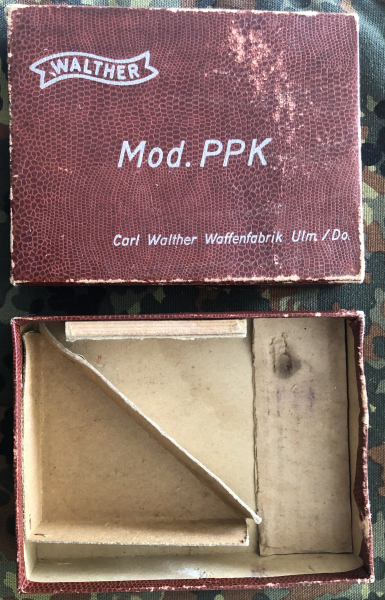 WALTHER
Mod. PPK
Carl Walther Waffenfabrik Ulm/Do.